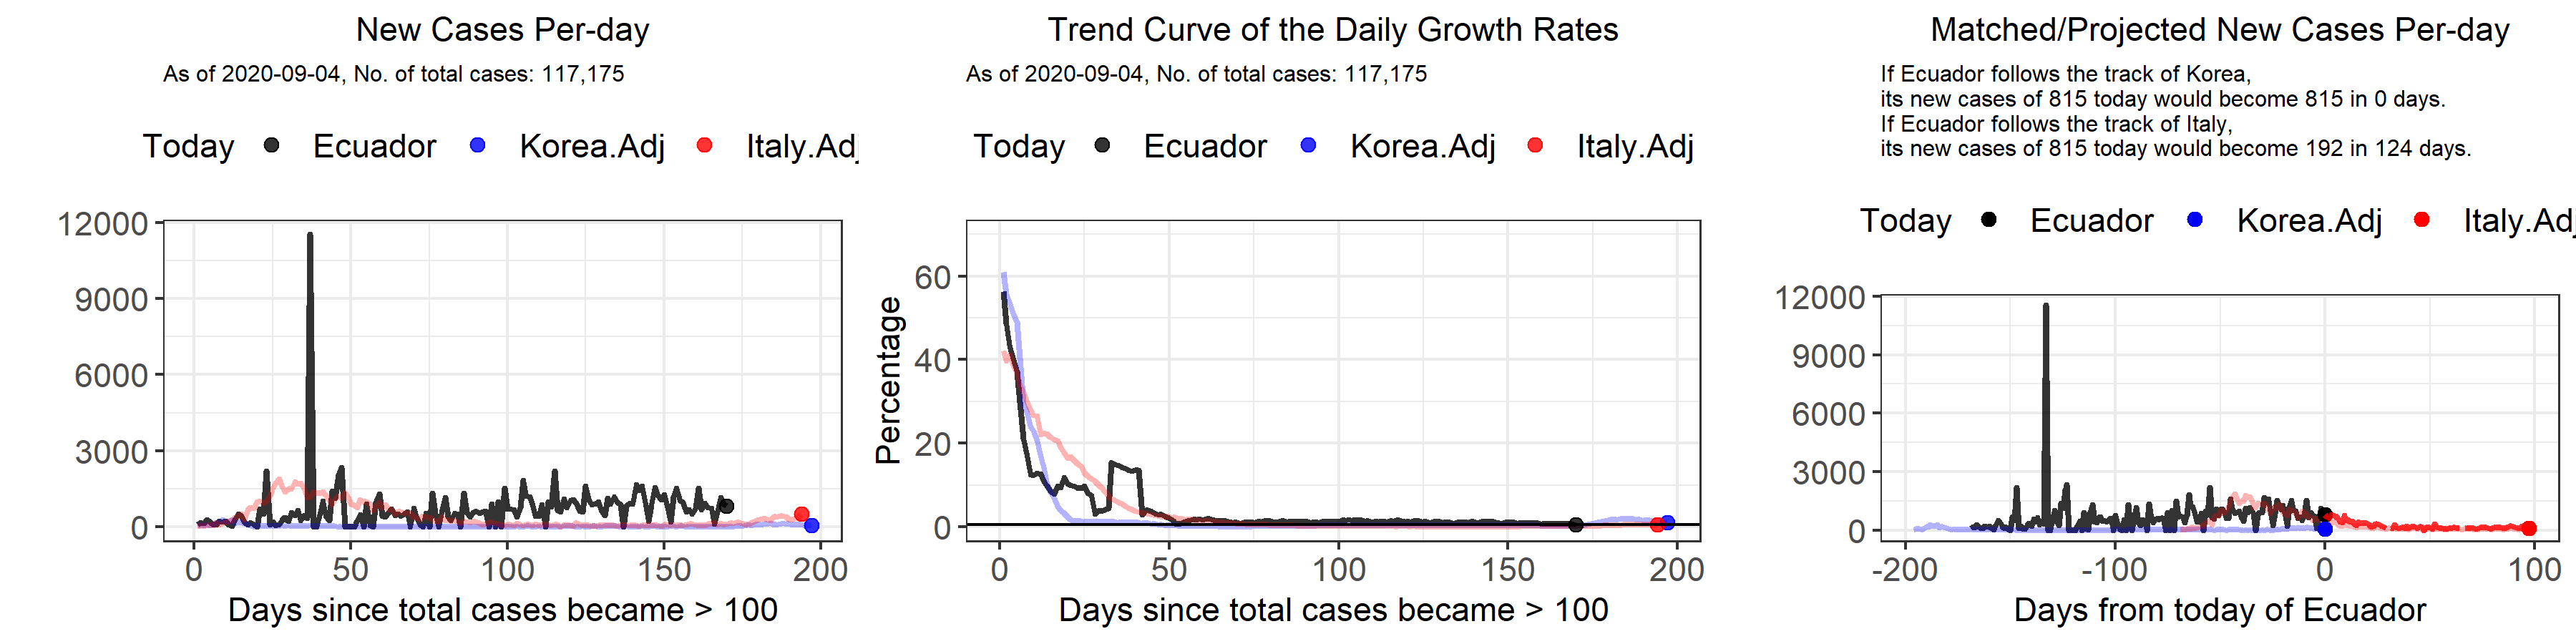 New Cases Per-day
As of 2020-09-04, No. of total cases: 117,175
Today Ecuador Korea.Adj Italy.Adj
12000
9000
6000
3000
0
0 50 100 150 200
Days since total cases became > 100
Trend Curve of the Daily Growth Rates
As of 2020-09-04, No. of total cases: 117,175
Today Ecuador Korea.Adj Italy.Adj
Percentage
60
40
20
0
0 50 100 150 200
Days since total cases became > 100
Matched/Projected New Cases Per-day
If Ecuador follows the track of Korea,
its new cases of 815 today would become 815 in 0 days.
If Ecuador follows the track of Italy,
its new cases of 815 today would become 192 in 124 days.
Today Ecuador Korea.Adj Italy.Adj
12000
9000
6000
3000
0
-200 -100 0 100
Days from today of Ecuador